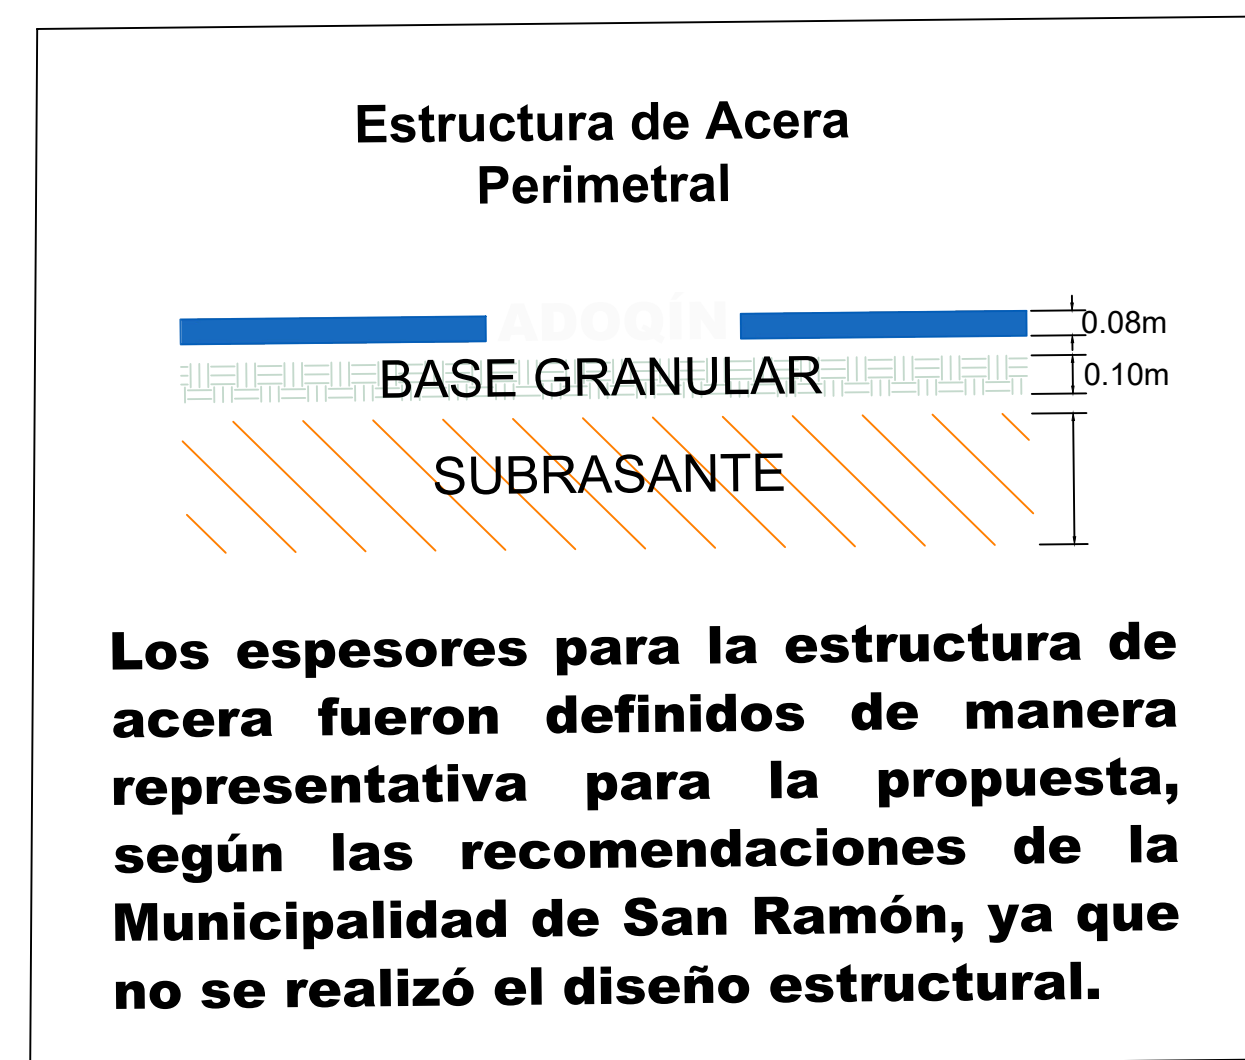 Estructura de Acera
Perimetral
ADOQÍN
0.08m
BASE GRANULAR
0.10m
SUBRASANTE
Los espesores para la estructura de
acera fueron definidos de manera
representativa para la propuesta,
según las recomendaciones de la
Municipalidad de San Ramón, ya que
no se realizó el diseño estructural.